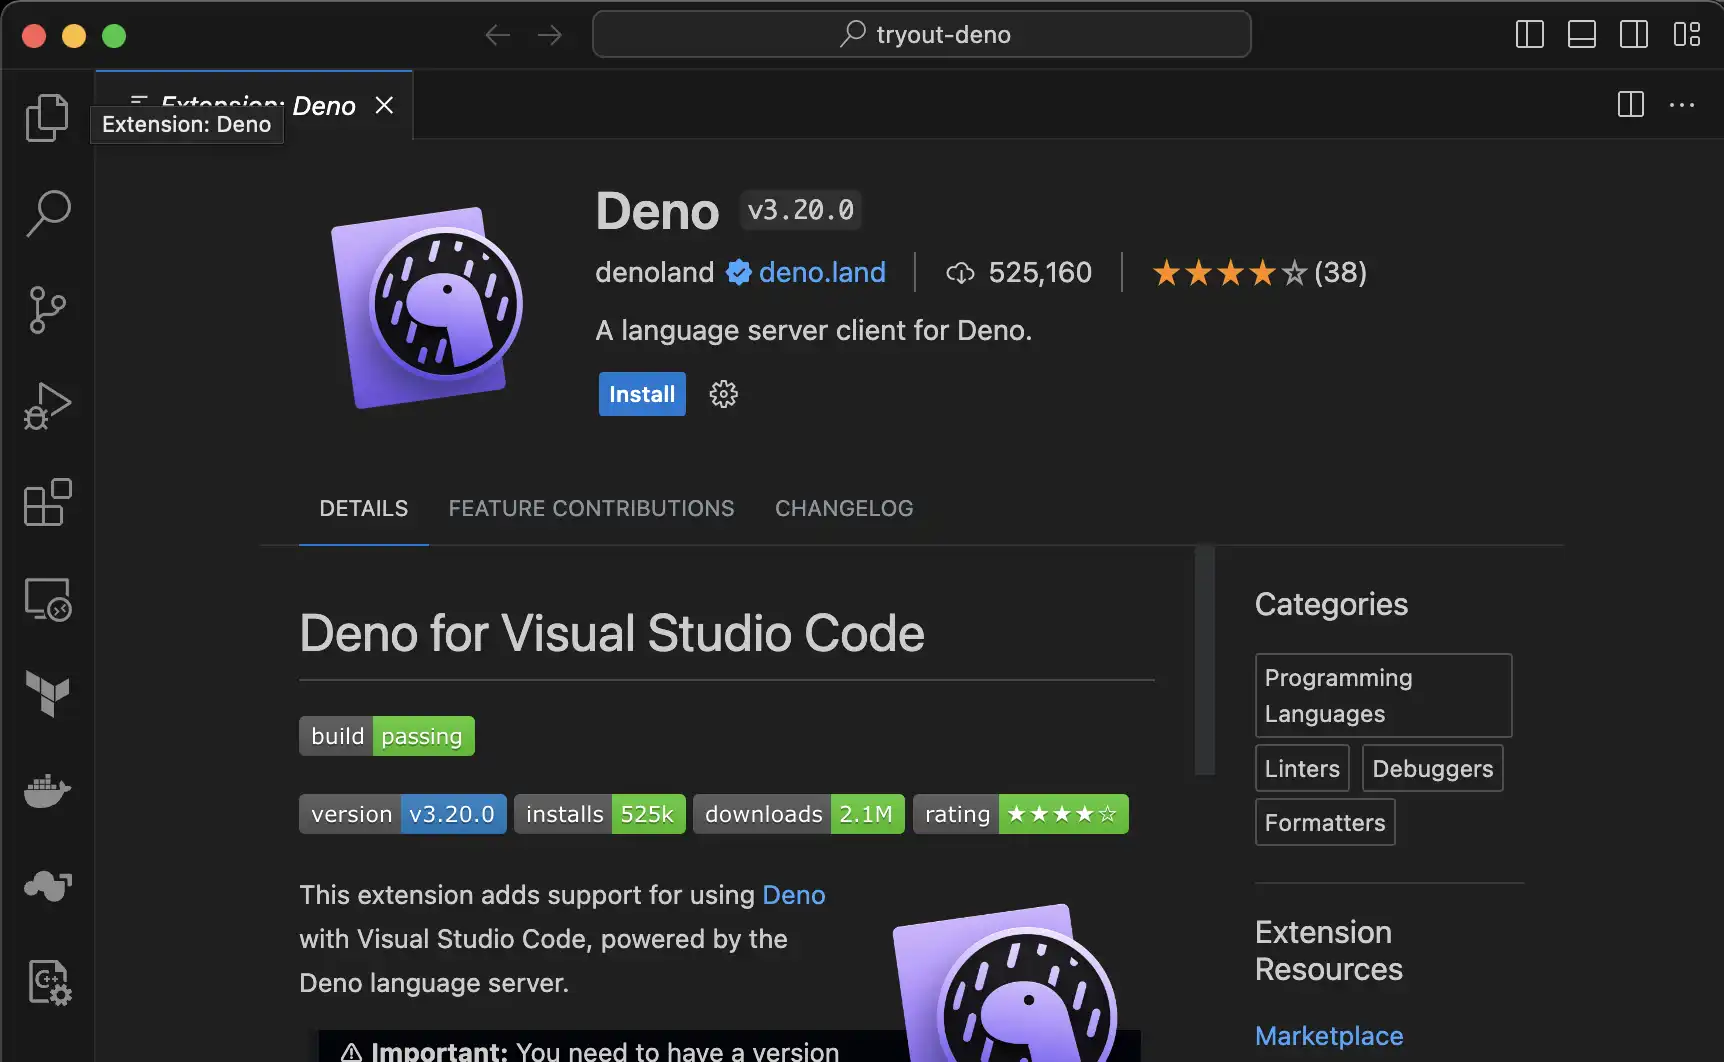 tryout-deno
Extension: Deno
Extension: Deno
Deno v3.20.0
denoland deno.land 525,160 ★★★★☆ (38)
A language server client for Deno.
Install
DETAILS FEATURE CONTRIBUTIONS CHANGELOG
Deno for Visual Studio Code
build passing
version v3.20.0 installs 525k downloads 2.1M rating ★★★★☆
This extension adds support for using Deno
with Visual Studio Code, powered by the
Deno language server.
⚠ Important: You need to have a version
Categories
Programming
Languages
Linters Debuggers
Formatters
Extension
Resources
Marketplace
C++